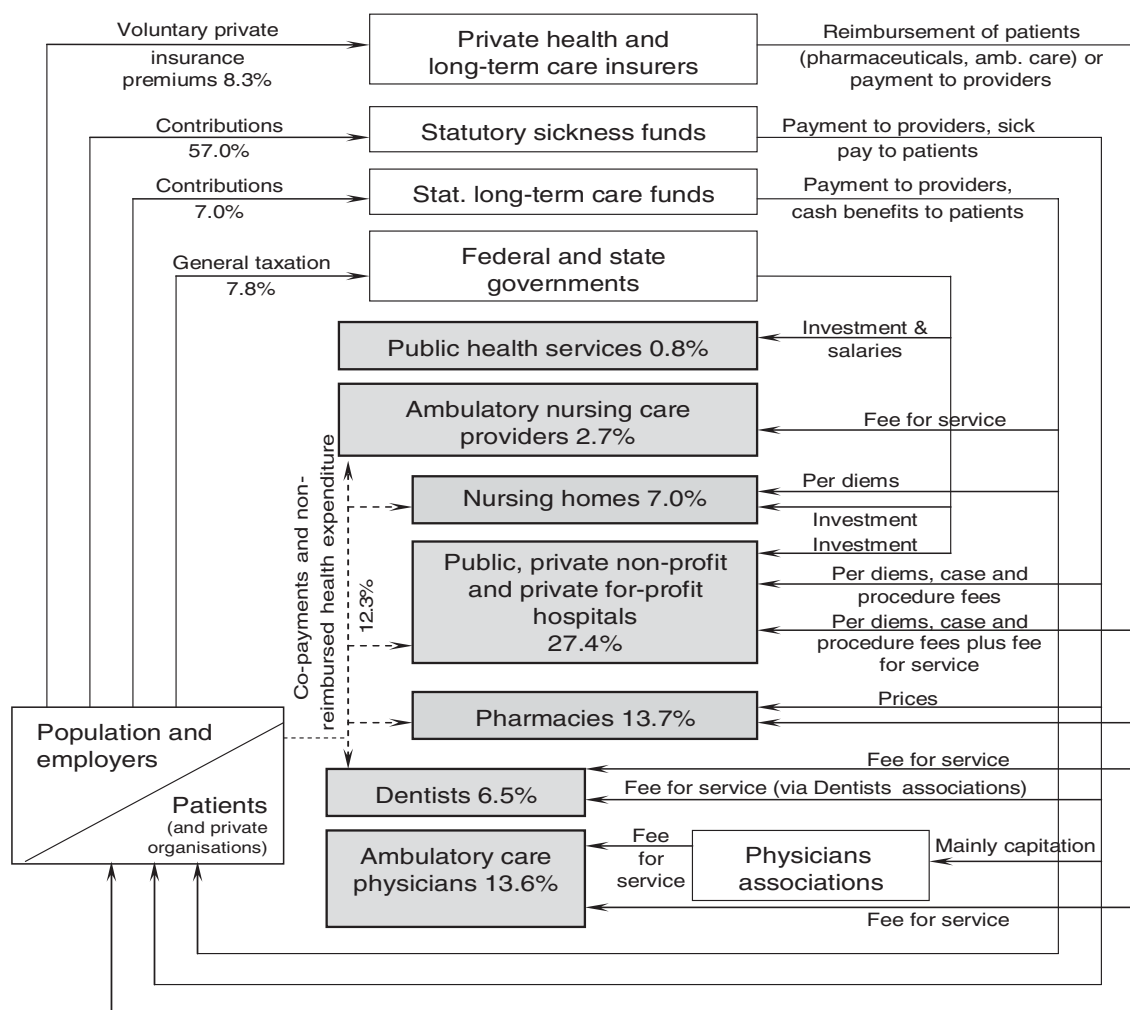 Voluntary private
insurance
premiums 8.3%
Private health and
long-term care insurers
Reimbursement of patients
(pharmaceuticals, amb. care) or
payment to providers
Contributions
57.0%
Statutory sickness funds
Payment to providers, sick
pay to patients
Contributions
7.0%
Stat. long-term care funds
Payment to providers,
cash benefits to patients
General taxation
7.8%
Federal and state
governments
Public health services 0.8%
Investment &
salaries
Ambulatory nursing care
providers 2.7%
Fee for service
Co-payments and non-
reimbursed health expenditure
12.3%
Nursing homes 7.0%
Per diems
Investment
Investment
Public, private non-profit
and private for-profit
hospitals
27.4%
Per diems, case and
procedure fees
Per diems, case and
procedure fees plus fee
for service
Pharmacies 13.7%
Prices
Population and
employers
Patients
(and private
organisations)
Dentists 6.5%
Fee for service
Fee for service (via Dentists associations)
Ambulatory care
physicians 13.6%
Fee
for
service
Physicians
associations
Mainly capitation
Fee for service